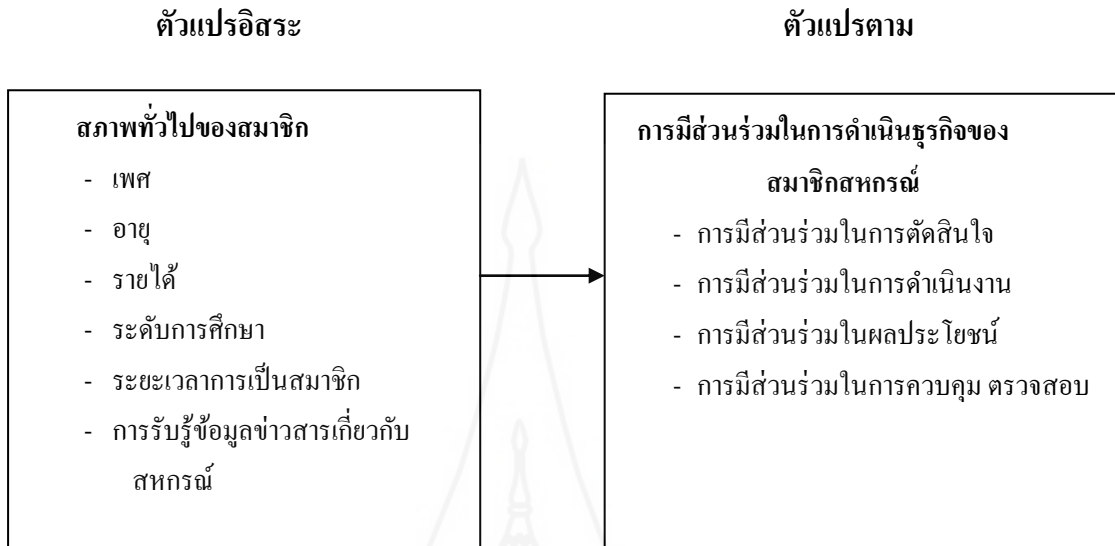 ตัวแปรอิสระ
ตัวแปรตาม
สภาพทั่วไปของสมาชิก
- เพศ
- อายุ
- รายได้
- ระดับการศึกษา
- ระยะเวลาการเป็นสมาชิก
- การรับรู้ข้อมูลข่าวสารเกี่ยวกับ
สหกรณ์
การมีส่วนร่วมในการดำเนินธุรกิจของ
สมาชิกสหกรณ์
- การมีส่วนร่วมในการตัดสินใจ
- การมีส่วนร่วมในการดำเนินงาน
- การมีส่วนร่วมในผลประโยชน์
- การมีส่วนร่วมในการควบคุม ตรวจสอบ